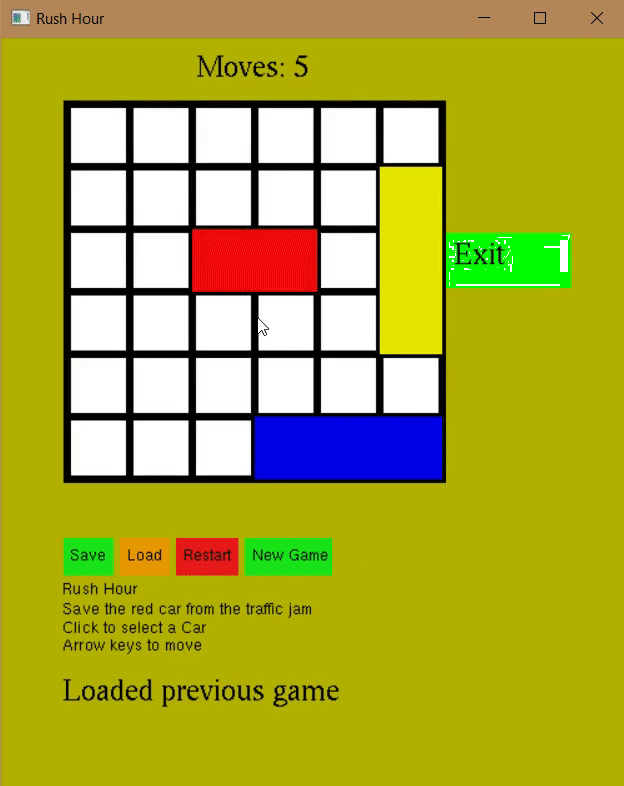 Rush Hour
Moves: 5
Exit
Save Load Restart New Game
Rush Hour
Save the red car from the traffic jam
Click to select a Car
Arrow keys to move
Loaded previous game